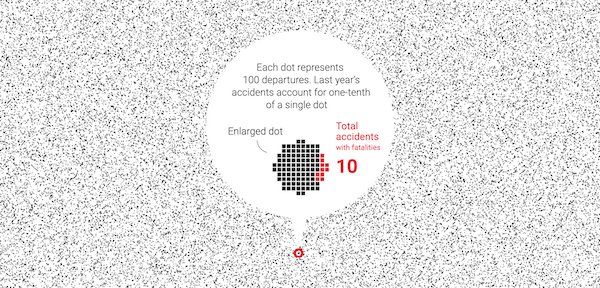 Each dot represents
100 departures. Last year’s
accidents account for one-tenth
of a single dot
Enlarged dot
Total
accidents
with fatalities
10